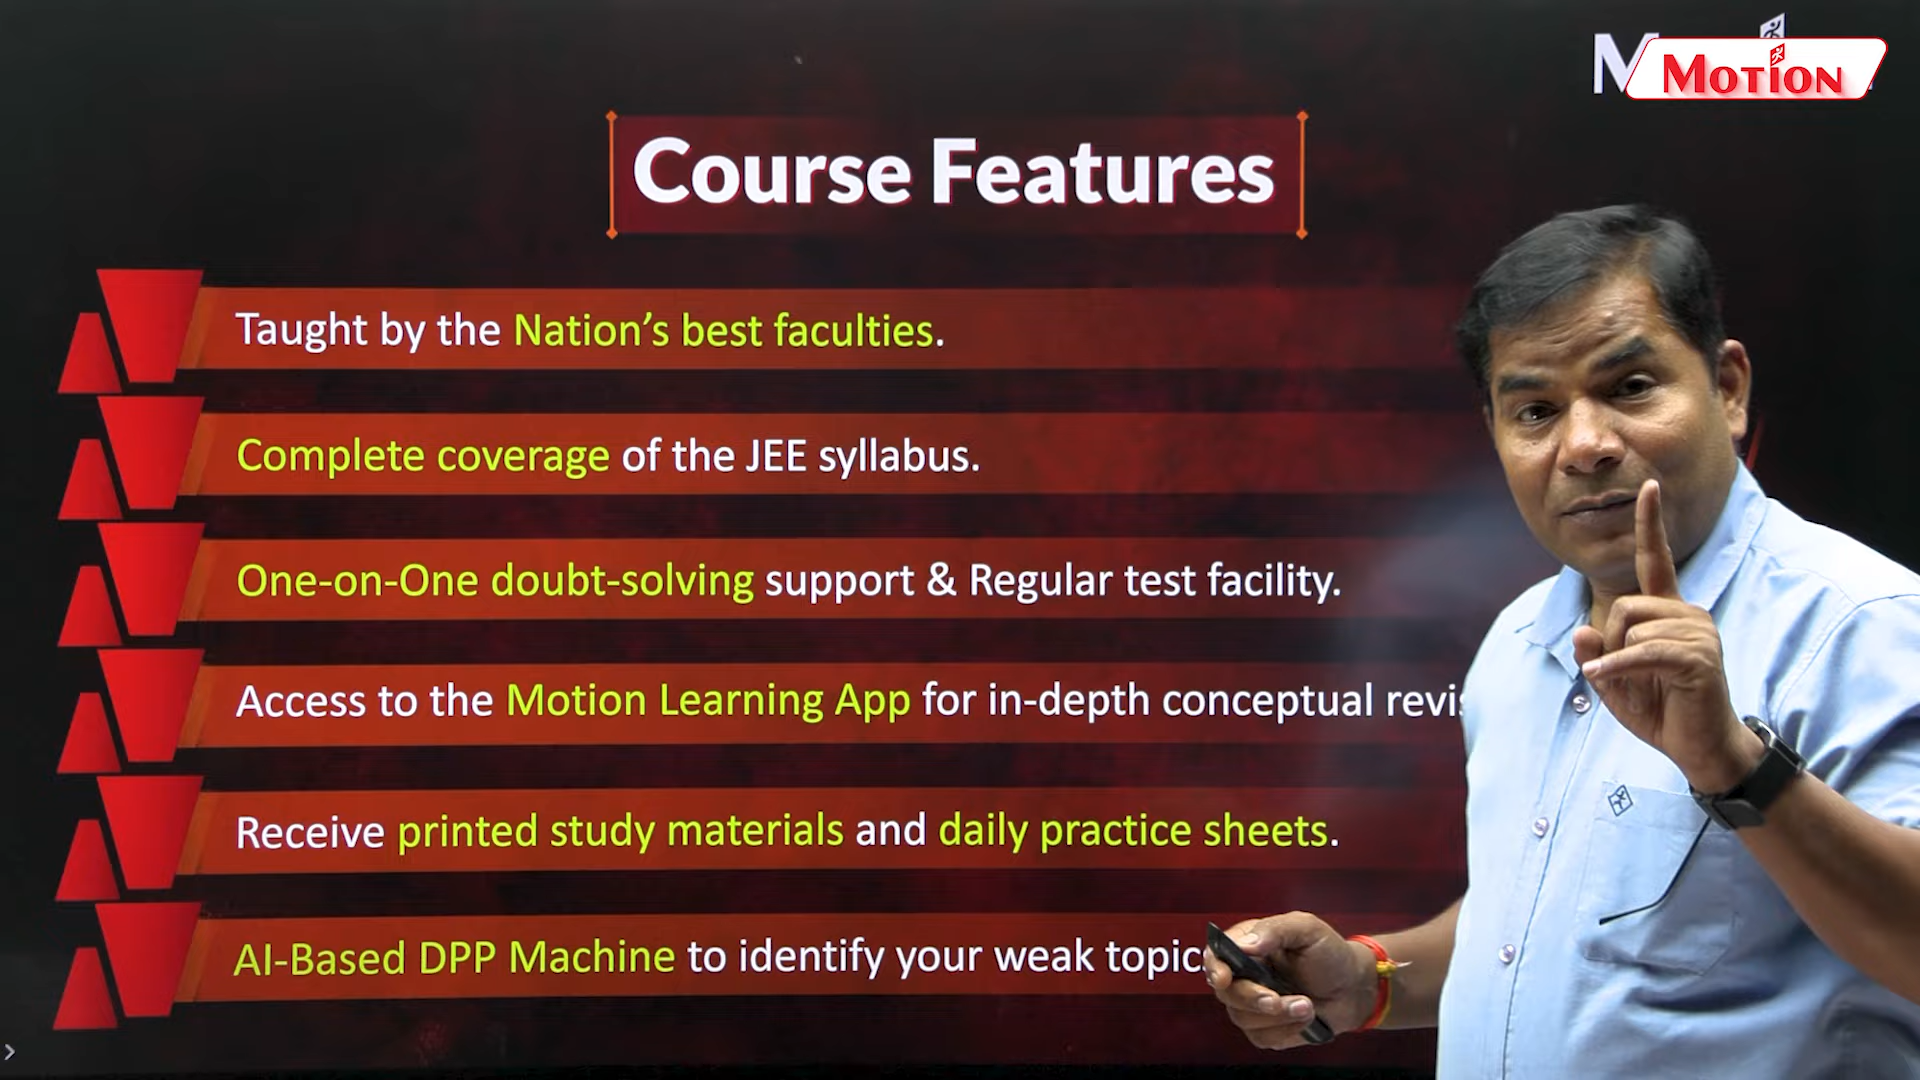 MOTION
Course Features
Taught by the Nation's best faculties.
Complete coverage of the JEE syllabus.
One-on-One doubt-solving support & Regular test facility.
Access to the Motion Learning App for in-depth conceptual
Receive printed study materials and daily practice sheets.
AI-Based DPP Machine to identify your weak